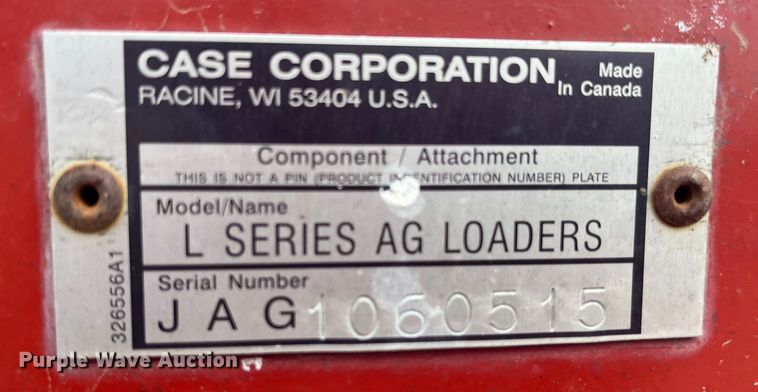 CASE CORPORATION
Made
In Canada
RACINE, WI 53404 U.S.A.
Component / Attachment
THIS IS NOT A PIN (PRODUCT IDENTIFICATION NUMBER) PLATE
Model/Name
L SERIES AG LOADERS
Serial Number
JAG1060515
326556A1
Purple Wave Auction